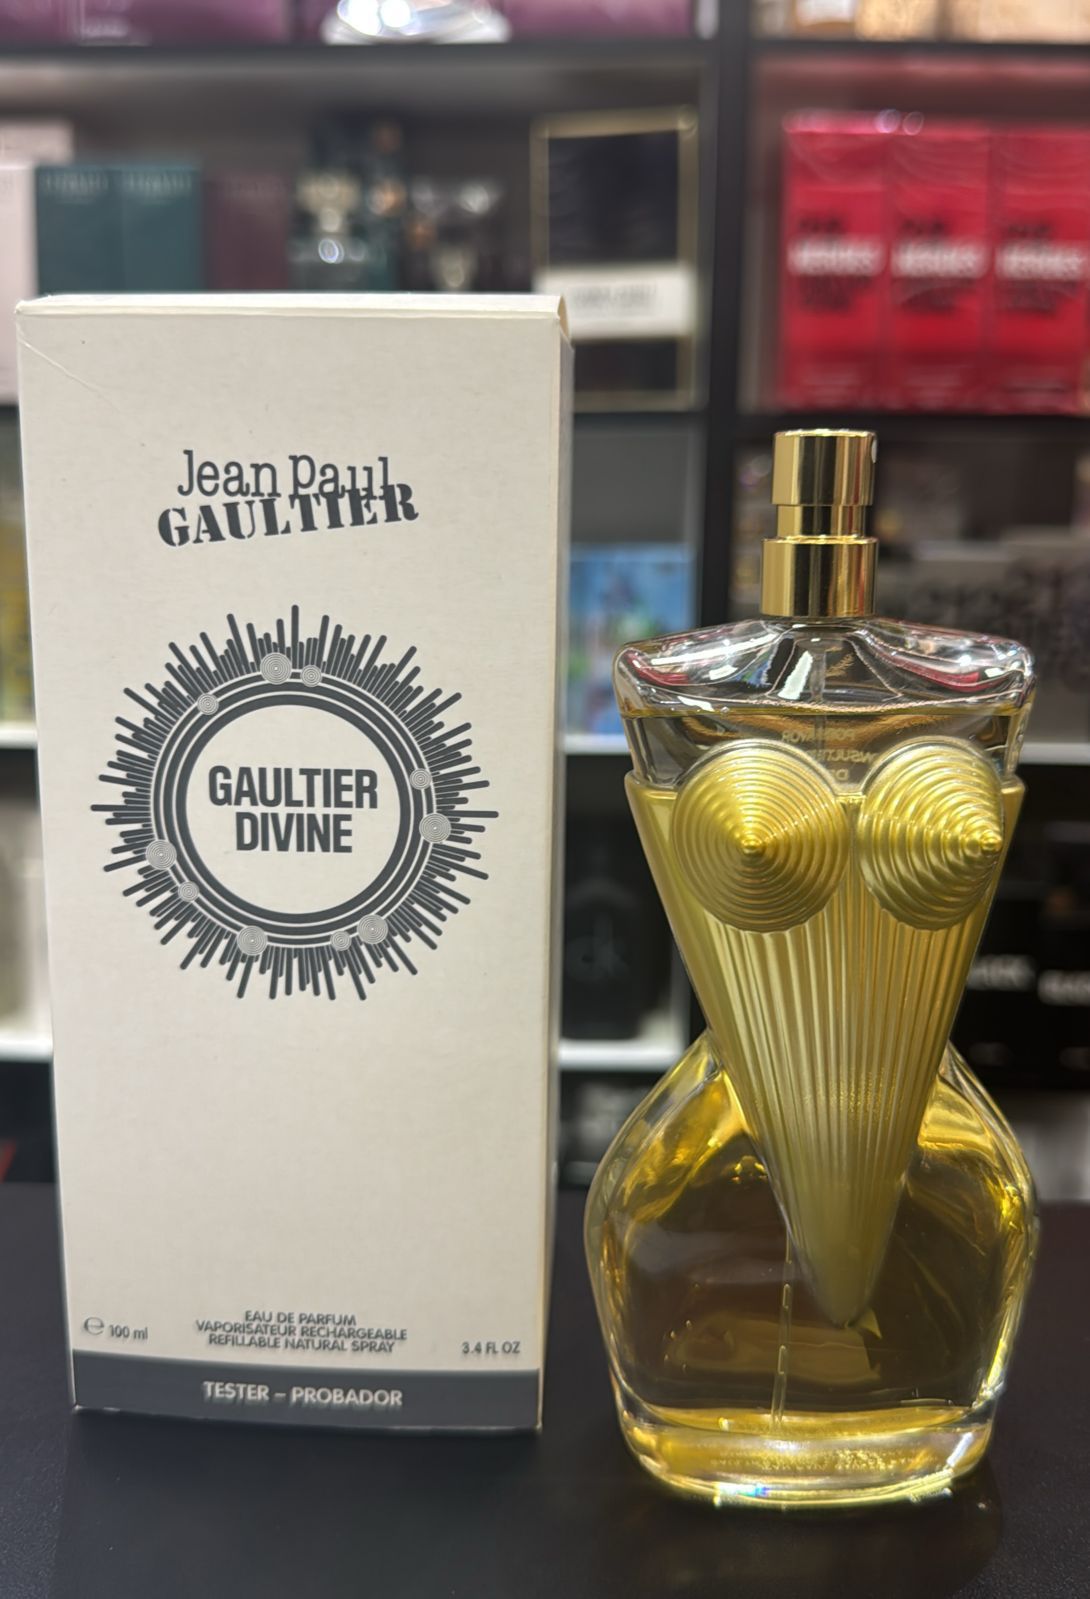 Jean Paul
GAULTIER
GAULTIER
DIVINE
℮ 100 ml
EAU DE PARFUM
VAPORISATEUR RECHARGEABLE
REFILLABLE NATURAL SPRAY
3.4 FL OZ
TESTER – PROBADOR